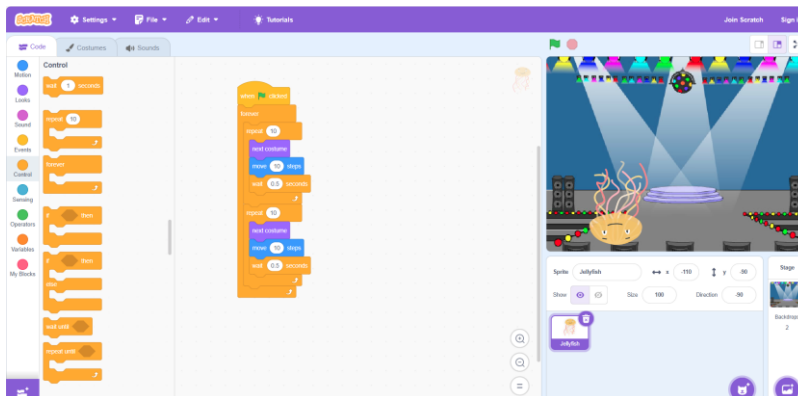 SCRATCH
Settings
File
Edit
Tutorials
Join Scratch
Sign
Code
Costumes
Sounds
Motion
Looks
Sound
Events
Control
Sensing
Operators
Variables
My Blocks
Control
wait 1 seconds
repeat 10
forever
if then
if then
else
wait until
repeat until
when clicked
forever
repeat 10
next costume
move 10 steps
wait 0.5 seconds
repeat 10
next costume
move 10 steps
wait 0.5 seconds
Sprite Jellyfish x -110 y -90
Show Size 100 Direction -90
Jellyfish
Stage
Backdrops
2